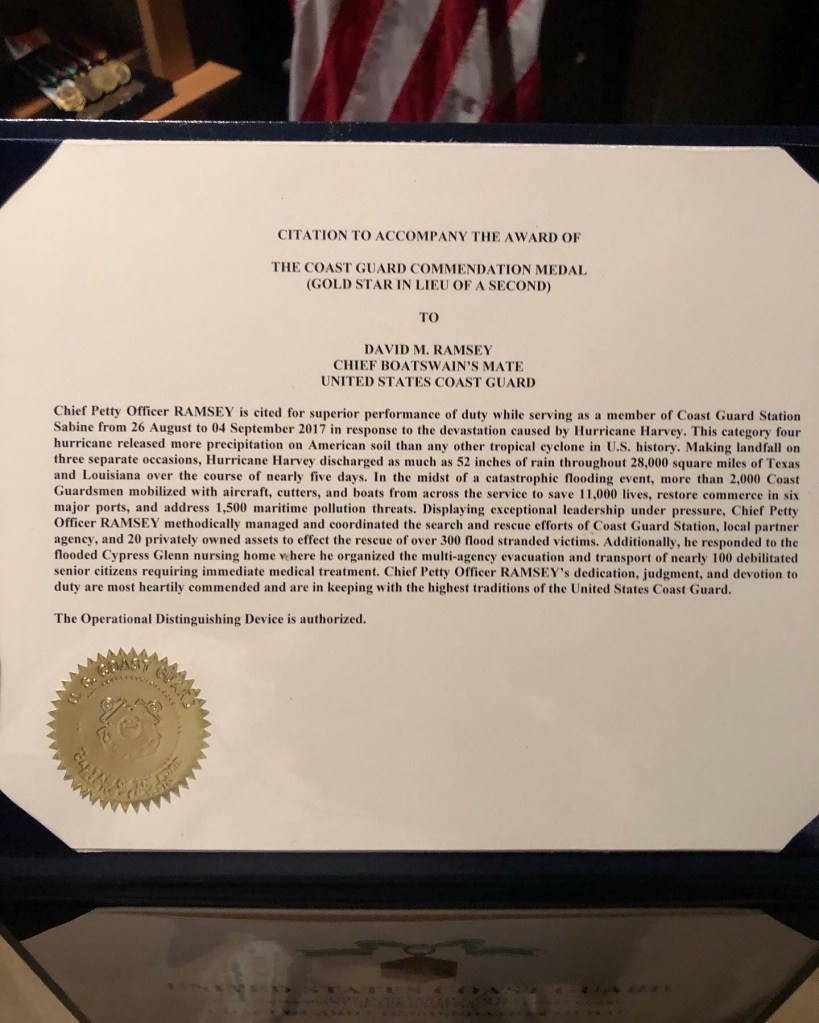 CITATION TO ACCOMPANY THE AWARD OF
THE COAST GUARD COMMENDATION MEDAL
(GOLD STAR IN LIEU OF A SECOND)
TO
DAVID M. RAMSEY
CHIEF BOATSWAIN'S MATE
UNITED STATES COAST GUARD
Chief Petty Officer RAMSEY is cited for superior performance of duty while serving as a member of Coast Guard Station
Sabine from 26 August to 04 September 2017 in response to the devastation caused by Hurricane Harvey. This category four
hurricane released more precipitation on American soil than any other tropical cyclone in U.S. history. Making landfall on
three separate occasions, Hurricane Harvey discharged as much as 52 inches of rain throughout 28,000 square miles of Texas
and Louisiana over the course of nearly five days. In the midst of a catastrophic flooding event, more than 2,000 Coast
Guardsmen mobilized with aircraft, cutters, and boats from across the service to save 11,000 lives, restore commerce in six
major ports, and address 1,500 maritime pollution threats. Displaying exceptional leadership under pressure, Chief Petty
Officer RAMSEY methodically managed and coordinated the search and rescue efforts of Coast Guard Station, local partner
agency, and 20 privately owned assets to effect the rescue of over 300 flood stranded victims. Additionally, he responded to the
flooded Cypress Glenn nursing home where he organized the multi-agency evacuation and transport of nearly 100 debilitated
senior citizens requiring immediate medical treatment. Chief Petty Officer RAMSEY's dedication, judgment, and devotion to
duty are most heartily commended and are in keeping with the highest traditions of the United States Coast Guard.
The Operational Distinguishing Device is authorized.
U. S. COAST GUARD
UNITED STATES COAST GUARD